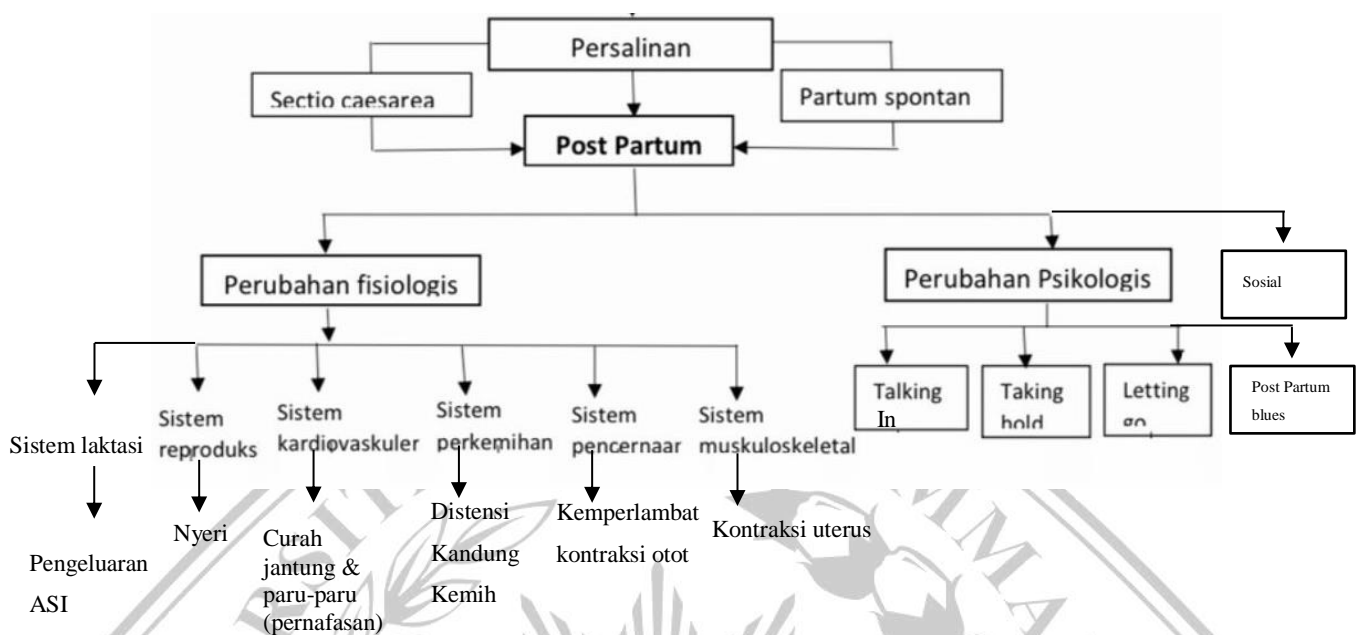 Persalinan
Sectio caesarea
Partum spontan
Post Partum
Perubahan fisiologis
Perubahan Psikologis
Sosial
Talking
In
Taking
hold
Letting
go
Post Partum
blues
Sistem laktasi
Sistem
reproduks
Sistem
kardiovaskuler
Sistem
perkemihan
Sistem
pencernaar
Sistem
muskuloskeletal
Pengeluaran
ASI
Nyeri
Curah
jantung &
paru-paru
(pernafasan)
Distensi
Kandung
Kemih
Kemperlambat
kontraksi otot
Kontraksi uterus